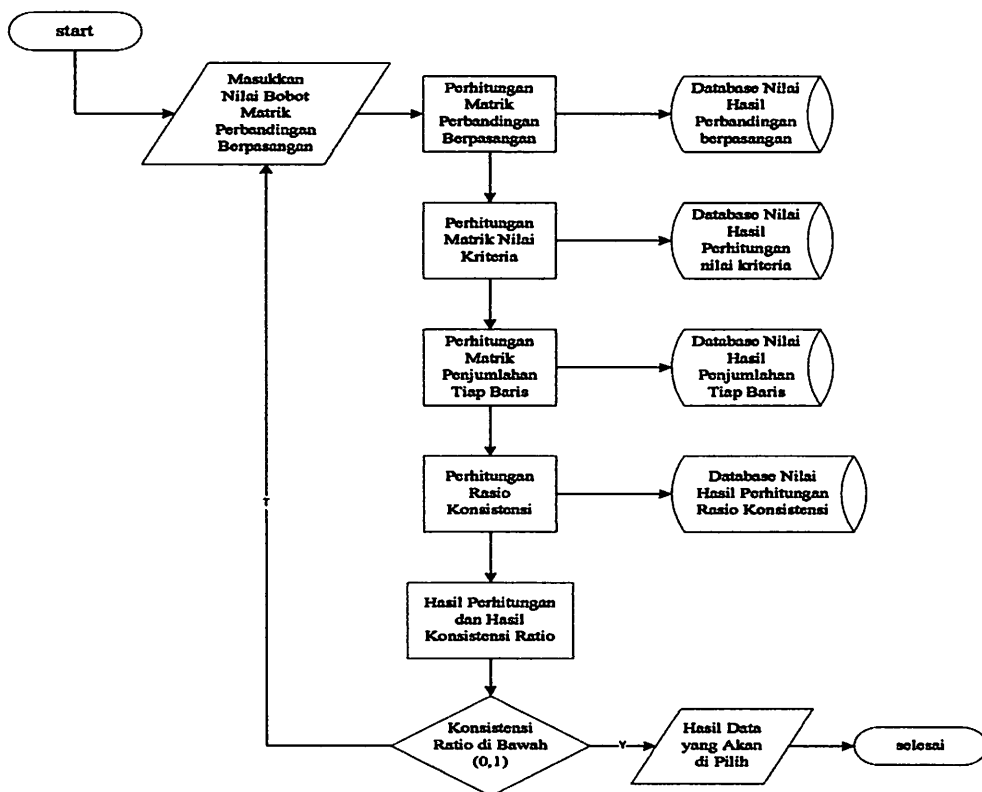 start
Masukkan
Nilai Bobot
Matrik
Perbandingan
Berpasangan
Perhitungan
Matrik
Perbandingan
Berpasangan
Database Nilai
Hasil
Perbandingan
berpasangan
Perhitungan
Matrik Nilai
Kriteria
Database Nilai
Hasil
Perhitungan
nilai kriteria
Perhitungan
Matrik
Penjumlahan
Tiap Baris
Database Nilai
Hasil
Penjumlahan
Tiap Baris
Perhitungan
Rasio
Konsistensi
Database Nilai
Hasil Perhitungan
Rasio Konsistensi
T
Hasil Perhitungan
dan Hasil
Konsistensi Ratio
Konsistensi
Ratio di Bawah
(0,1)
Y
Hasil Data
yang Akan
di Pilih
selesai